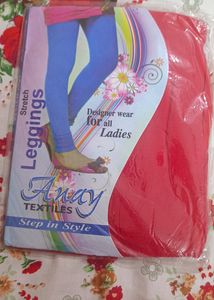 Stretch
Leggings
Designer wear
for all
Ladies
Anay
TEXTILES
Step in Style